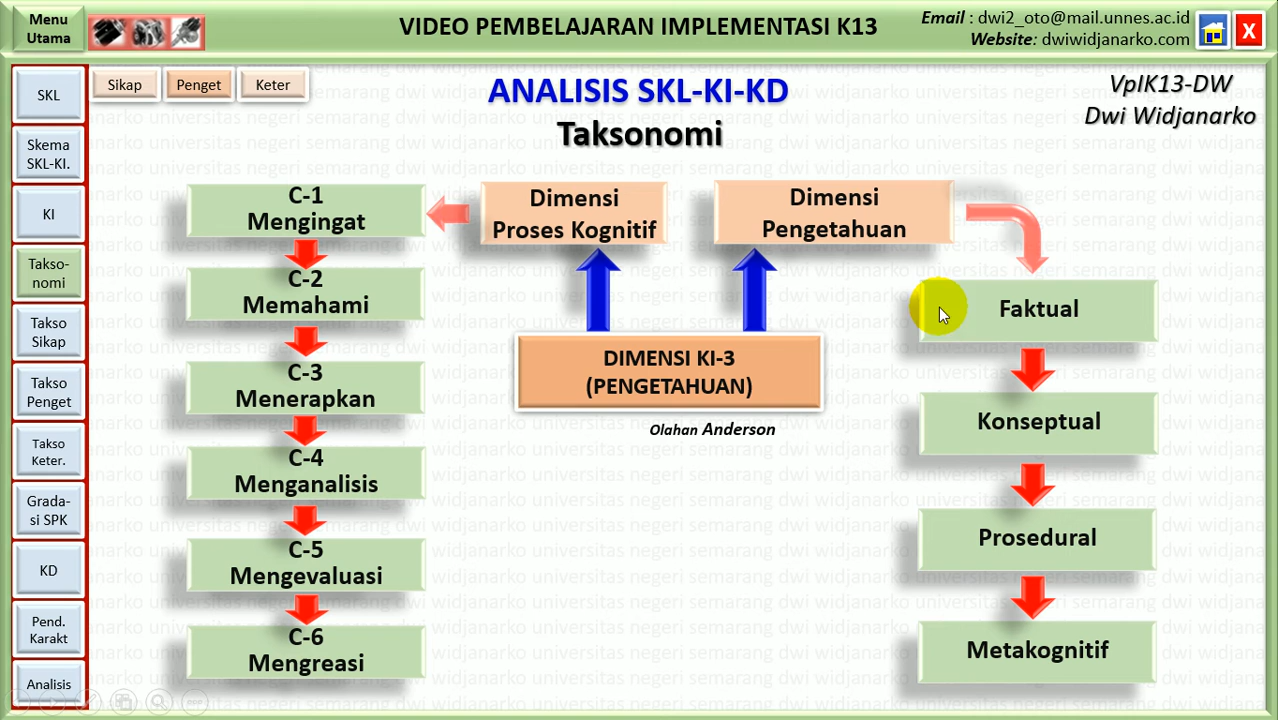 Menu
Utama
VIDEO PEMBELAJARAN IMPLEMENTASI K13
Email : dwi2_oto@mail.unnes.ac.id
Website: dwiwidjanarko.com
X
SKL
Skema
SKL-KI.
KI
Takso-
nomi
Takso
Sikap
Takso
Penget
Takso
Keter.
Grada-
si SPK
KD
Pend.
Karakt
Analisis
Sikap
Penget
Keter
ANALISIS SKL-KI-KD
Taksonomi
VpIK13-DW
Dwi Widjanarko
C-1
Mengingat
C-2
Memahami
C-3
Menerapkan
C-4
Menganalisis
C-5
Mengevaluasi
C-6
Mengreasi
Dimensi
Proses Kognitif
Dimensi
Pengetahuan
DIMENSI KI-3
(PENGETAHUAN)
Olahan Anderson
Faktual
Konseptual
Prosedural
Metakognitif